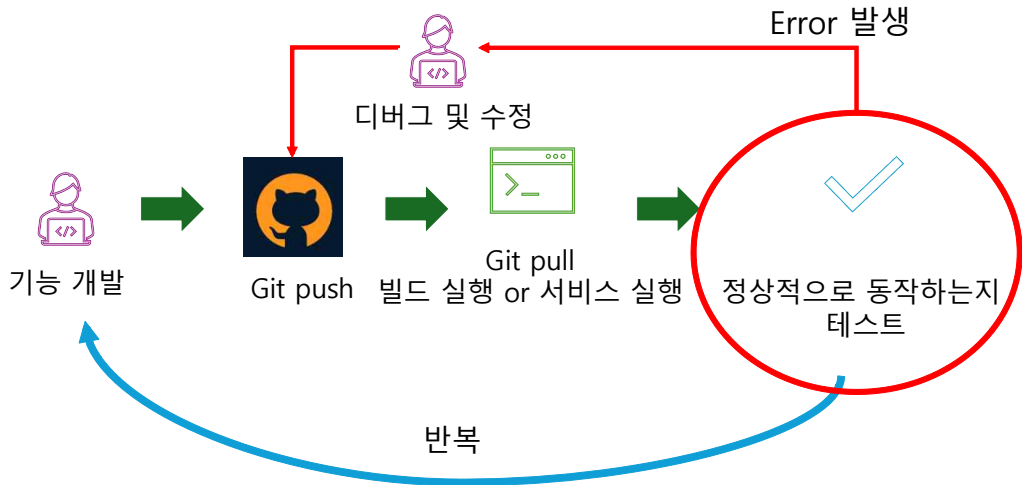 Error 발생
디버그 및 수정
</>
>_
</>
기능 개발
Git push
Git pull
빌드 실행 or 서비스 실행
정상적으로 동작하는지
테스트
반복